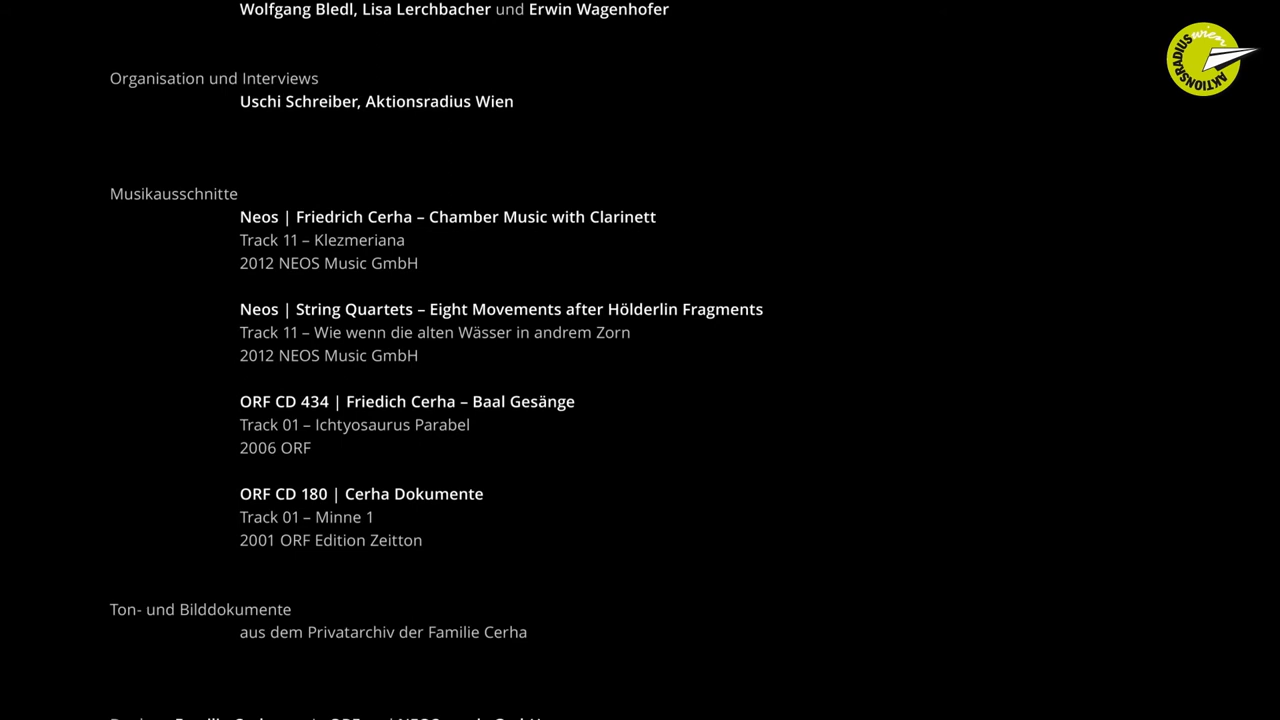 Wolfgang Bledl, Lisa Lerchbacher und Erwin Wagenhofer
AKTIONSRADIUS wien
Organisation und Interviews
Uschi Schreiber, Aktionsradius Wien
Musikausschnitte
Neos | Friedrich Cerha – Chamber Music with Clarinett
Track 11 – Klezmeriana
2012 NEOS Music GmbH
Neos | String Quartets – Eight Movements after Hölderlin Fragments
Track 11 – Wie wenn die alten Wässer in andrem Zorn
2012 NEOS Music GmbH
ORF CD 434 | Friedich Cerha – Baal Gesänge
Track 01 – Ichtyosaurus Parabel
2006 ORF
ORF CD 180 | Cerha Dokumente
Track 01 – Minne 1
2001 ORF Edition Zeitton
Ton- und Bilddokumente
aus dem Privatarchiv der Familie Cerha